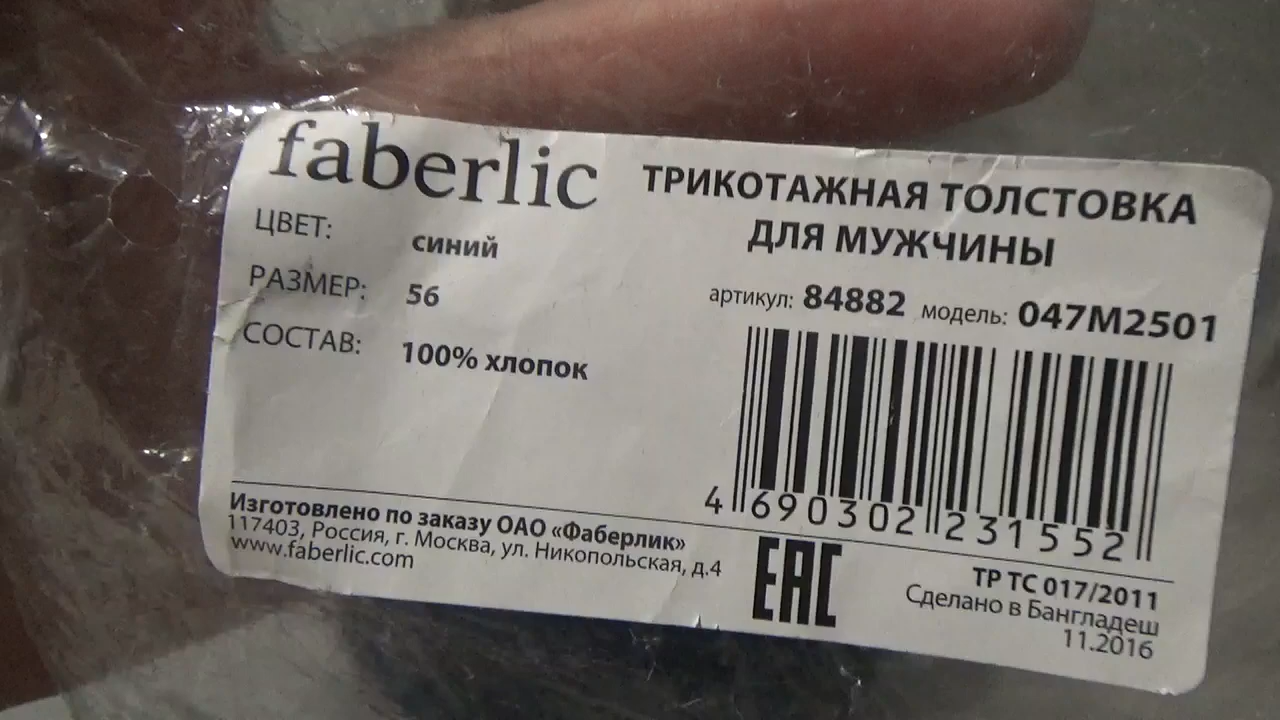 faberlic
ЦВЕТ: синий
РАЗМЕР: 56
СОСТАВ: 100% хлопок
ТРИКОТАЖНАЯ ТОЛСТОВКА
ДЛЯ МУЖЧИНЫ
артикул: 84882 модель: 047M2501
4 690302 231552
Изготовлено по заказу ОАО «Фаберлик»
117403, Россия, г. Москва, ул. Никопольская, д.4
www.faberlic.com
EAC
ТР ТС 017/2011
Сделано в Бангладеш
11.2016